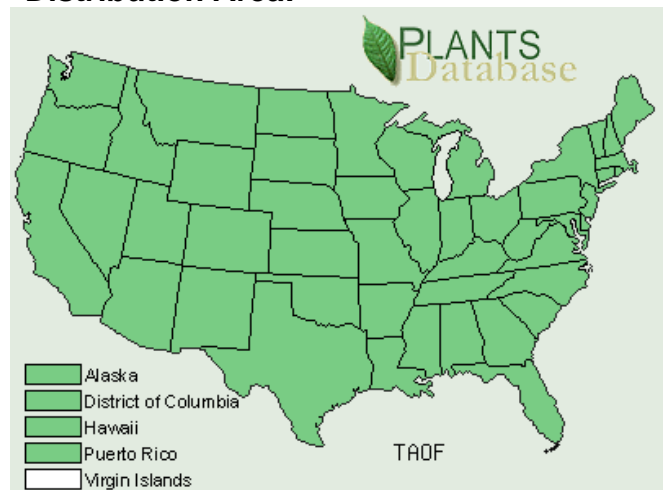 Distribution Area:
PLANTS
Database
Alaska
District of Columbia
Hawaii
Puerto Rico
Virgin Islands
TAOF